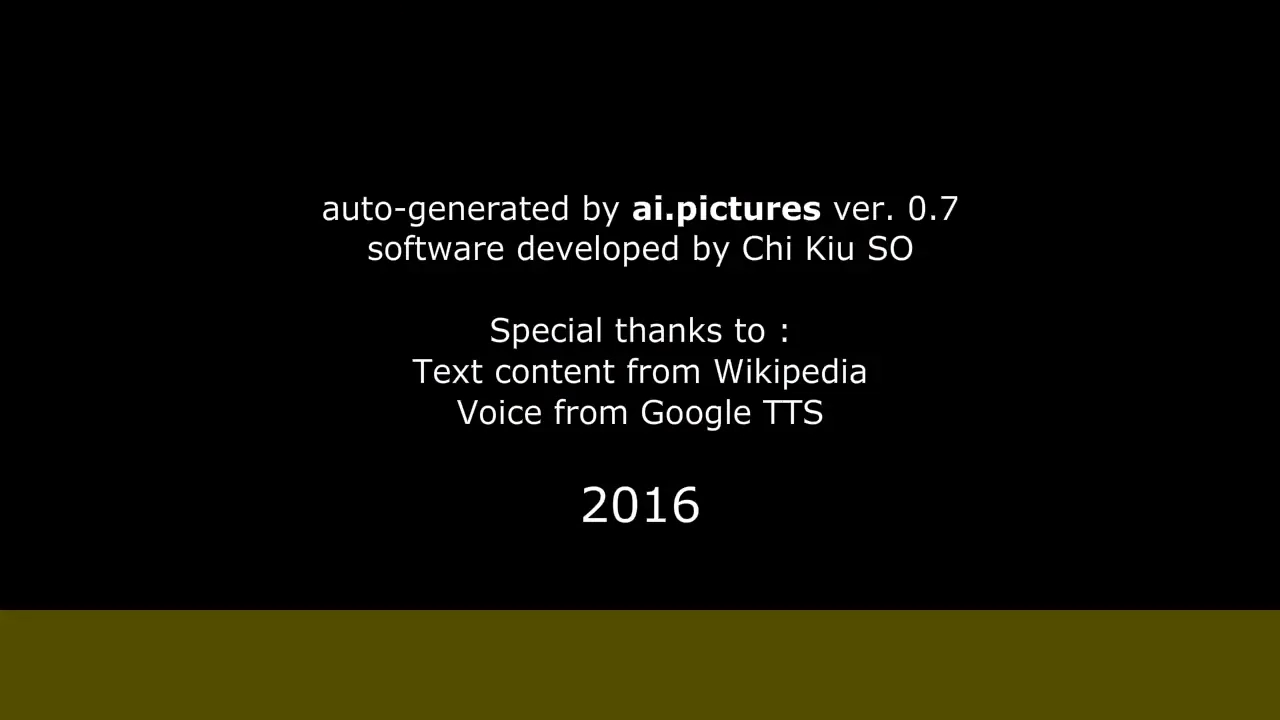 auto-generated by ai.pictures ver. 0.7
software developed by Chi Kiu SO
Special thanks to :
Text content from Wikipedia
Voice from Google TTS
2016